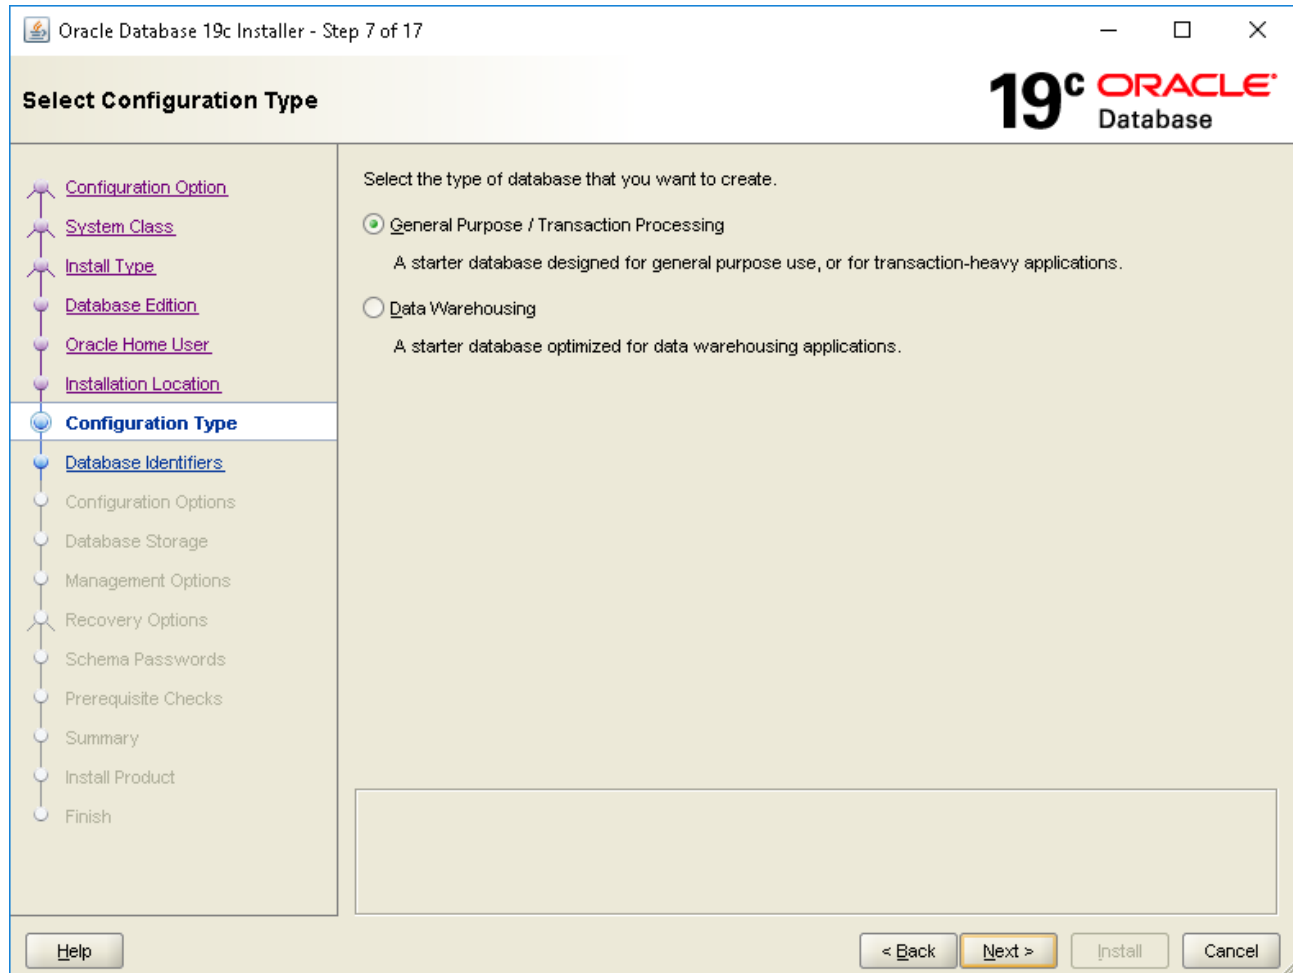 Oracle Database 19c Installer - Step 7 of 17
Select Configuration Type
19c ORACLE
Database
Configuration Option
System Class
Install Type
Database Edition
Oracle Home User
Installation Location
Configuration Type
Database Identifiers
Configuration Options
Database Storage
Management Options
Recovery Options
Schema Passwords
Prerequisite Checks
Summary
Install Product
Finish
Select the type of database that you want to create.
General Purpose / Transaction Processing
A starter database designed for general purpose use, or for transaction-heavy applications.
Data Warehousing
A starter database optimized for data warehousing applications.
Help
< Back
Next >
Install
Cancel